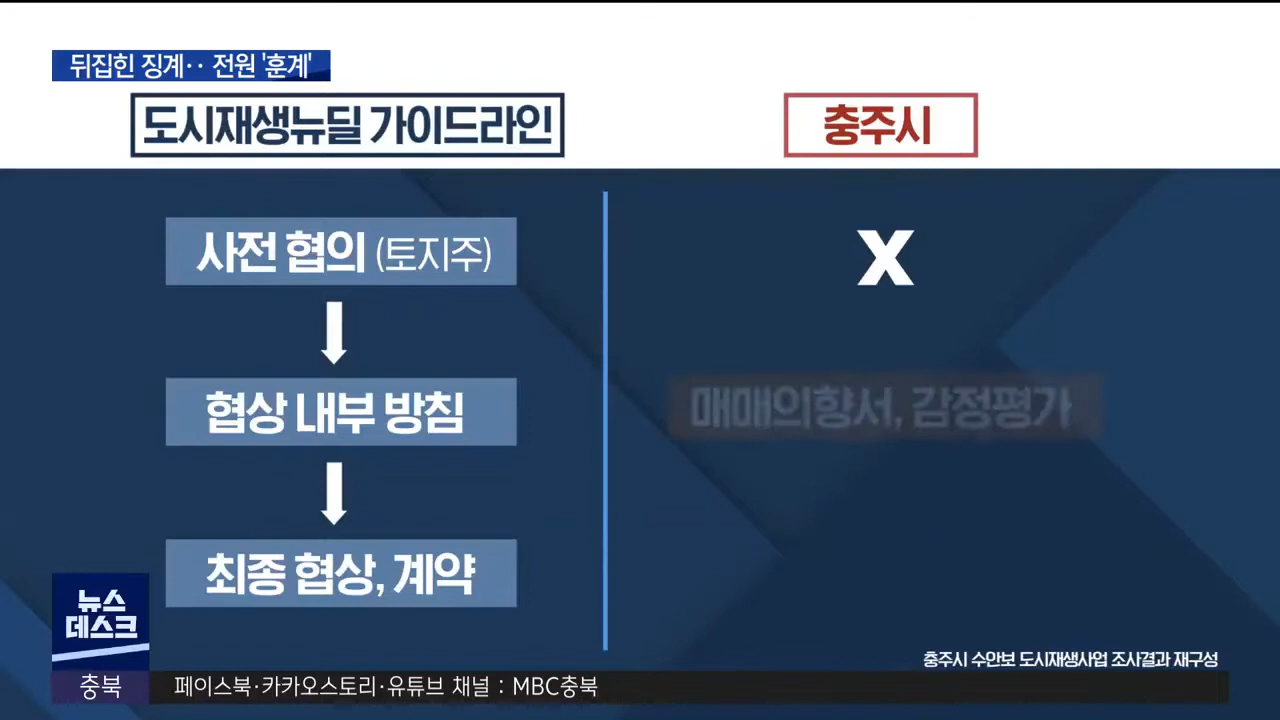 뒤집힌 징계‥ 전원 '훈계'
도시재생뉴딜 가이드라인
충주시
사전 협의 (토지주)
X
협상 내부 방침
매매의향서, 감정평가
최종 협상, 계약
뉴스
데스크
충주시 수안보 도시재생사업 조사결과 재구성
충북
페이스북·카카오스토리·유튜브 채널 : MBC충북